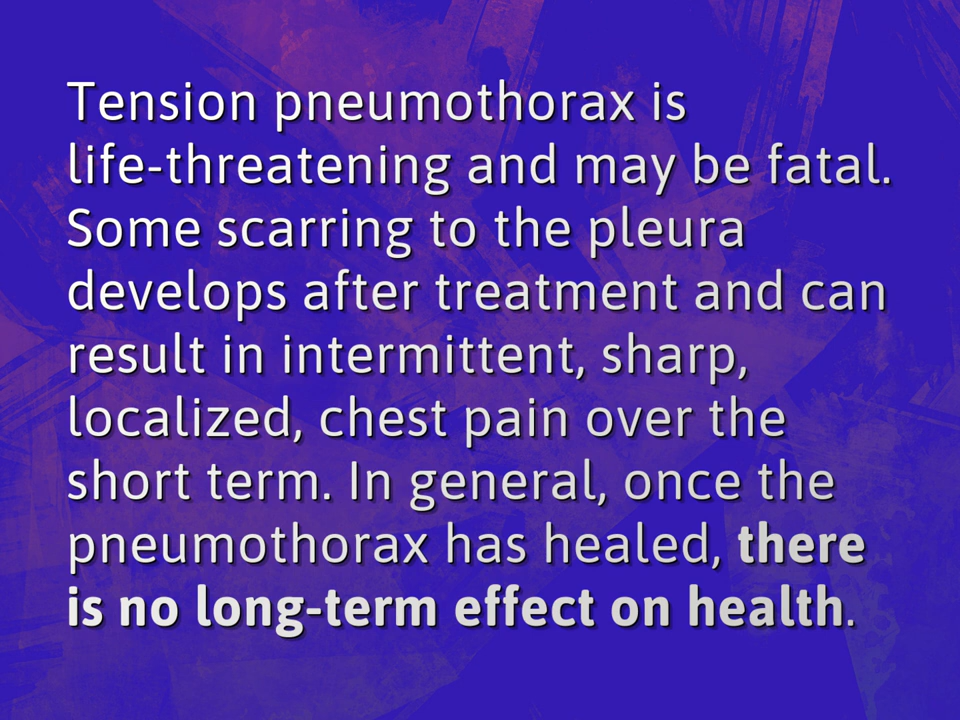 Tension pneumothorax is
life-threatening and may be fatal.
Some scarring to the pleura
develops after treatment and can
result in intermittent, sharp,
localized, chest pain over the
short term. In general, once the
pneumothorax has healed, there
is no long-term effect on health.